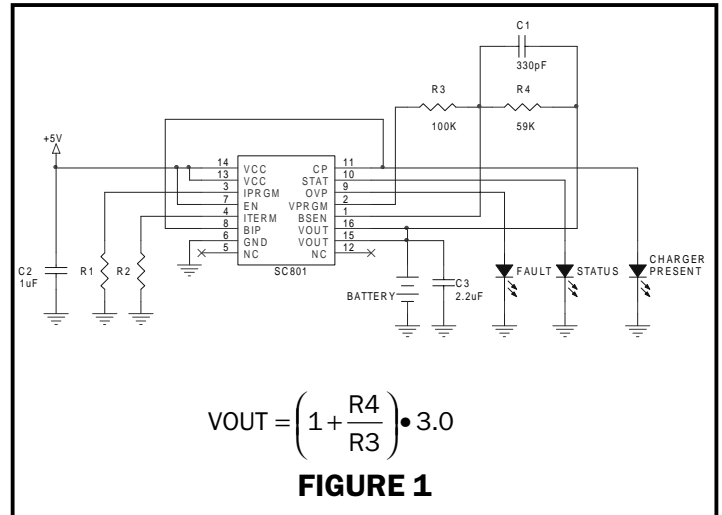 C1
330pF
R3
R4
100K
59K
+5V
14 VCC CP 11
13 VCC STAT 10
3 IPRGM OVP 9
7 EN VPRGM 2
4 ITERM BSEN 1
8 BIP VOUT 16
6 GND VOUT 15
5 NC NC 12
SC801
C2
1uF
R1
R2
BATTERY
C3
2.2uF
FAULT
STATUS
CHARGER
PRESENT
VOUT = (1 + R4/R3) • 3.0
FIGURE 1